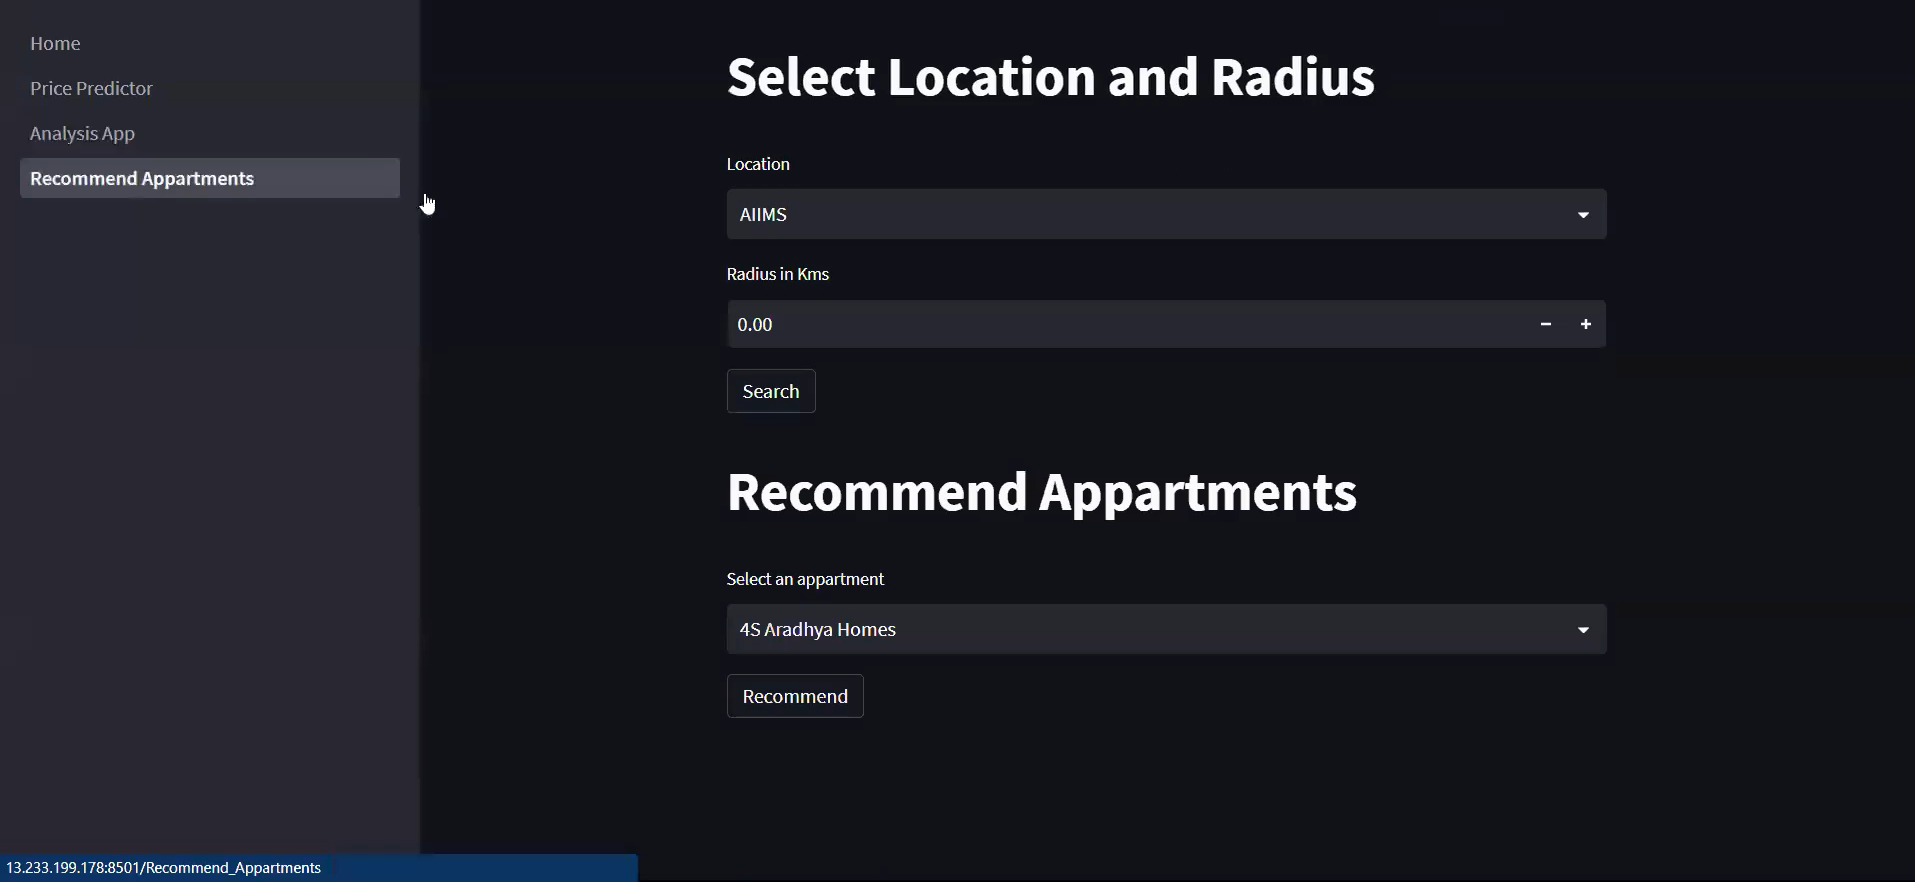 Home
Price Predictor
Analysis App
Recommend Appartments
Select Location and Radius
Location
AIIMS
Radius in Kms
0.00
Search
Recommend Appartments
Select an appartment
4S Aradhya Homes
Recommend
13.233.199.178:8501/Recommend_Appartments